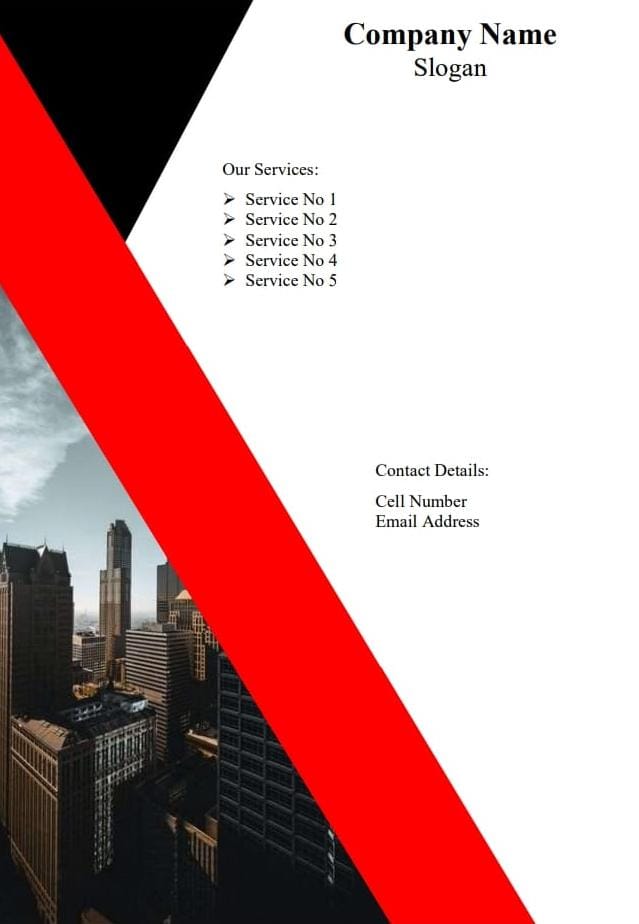 Company Name
Slogan
Our Services:
➢ Service No 1
➢ Service No 2
➢ Service No 3
➢ Service No 4
➢ Service No 5
Contact Details:
Cell Number
Email Address